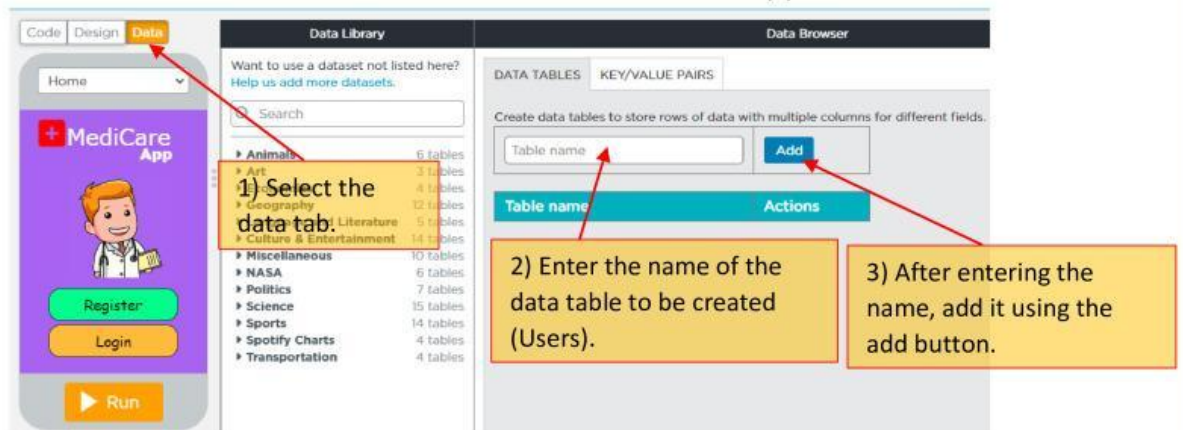 Code Design Data
Data Library
Data Browser
Home
Want to use a dataset not listed here?
Help us add more datasets.
Search
DATA TABLES KEY/VALUE PAIRS
Create data tables to store rows of data with multiple columns for different fields.
Table name Add
Table name Actions
MediCare
App
Register
Login
Run
Animals 6 tables
Art 3 tables
4 tables
Geography 12 tables
Literature 5 tables
Culture & Entertainment 14 tables
Miscellaneous 10 tables
NASA 6 tables
Politics 7 tables
Science 15 tables
Sports 14 tables
Spotify Charts 4 tables
Transportation 4 tables
1) Select the
data tab.
2) Enter the name of the
data table to be created
(Users).
3) After entering the
name, add it using the
add button.